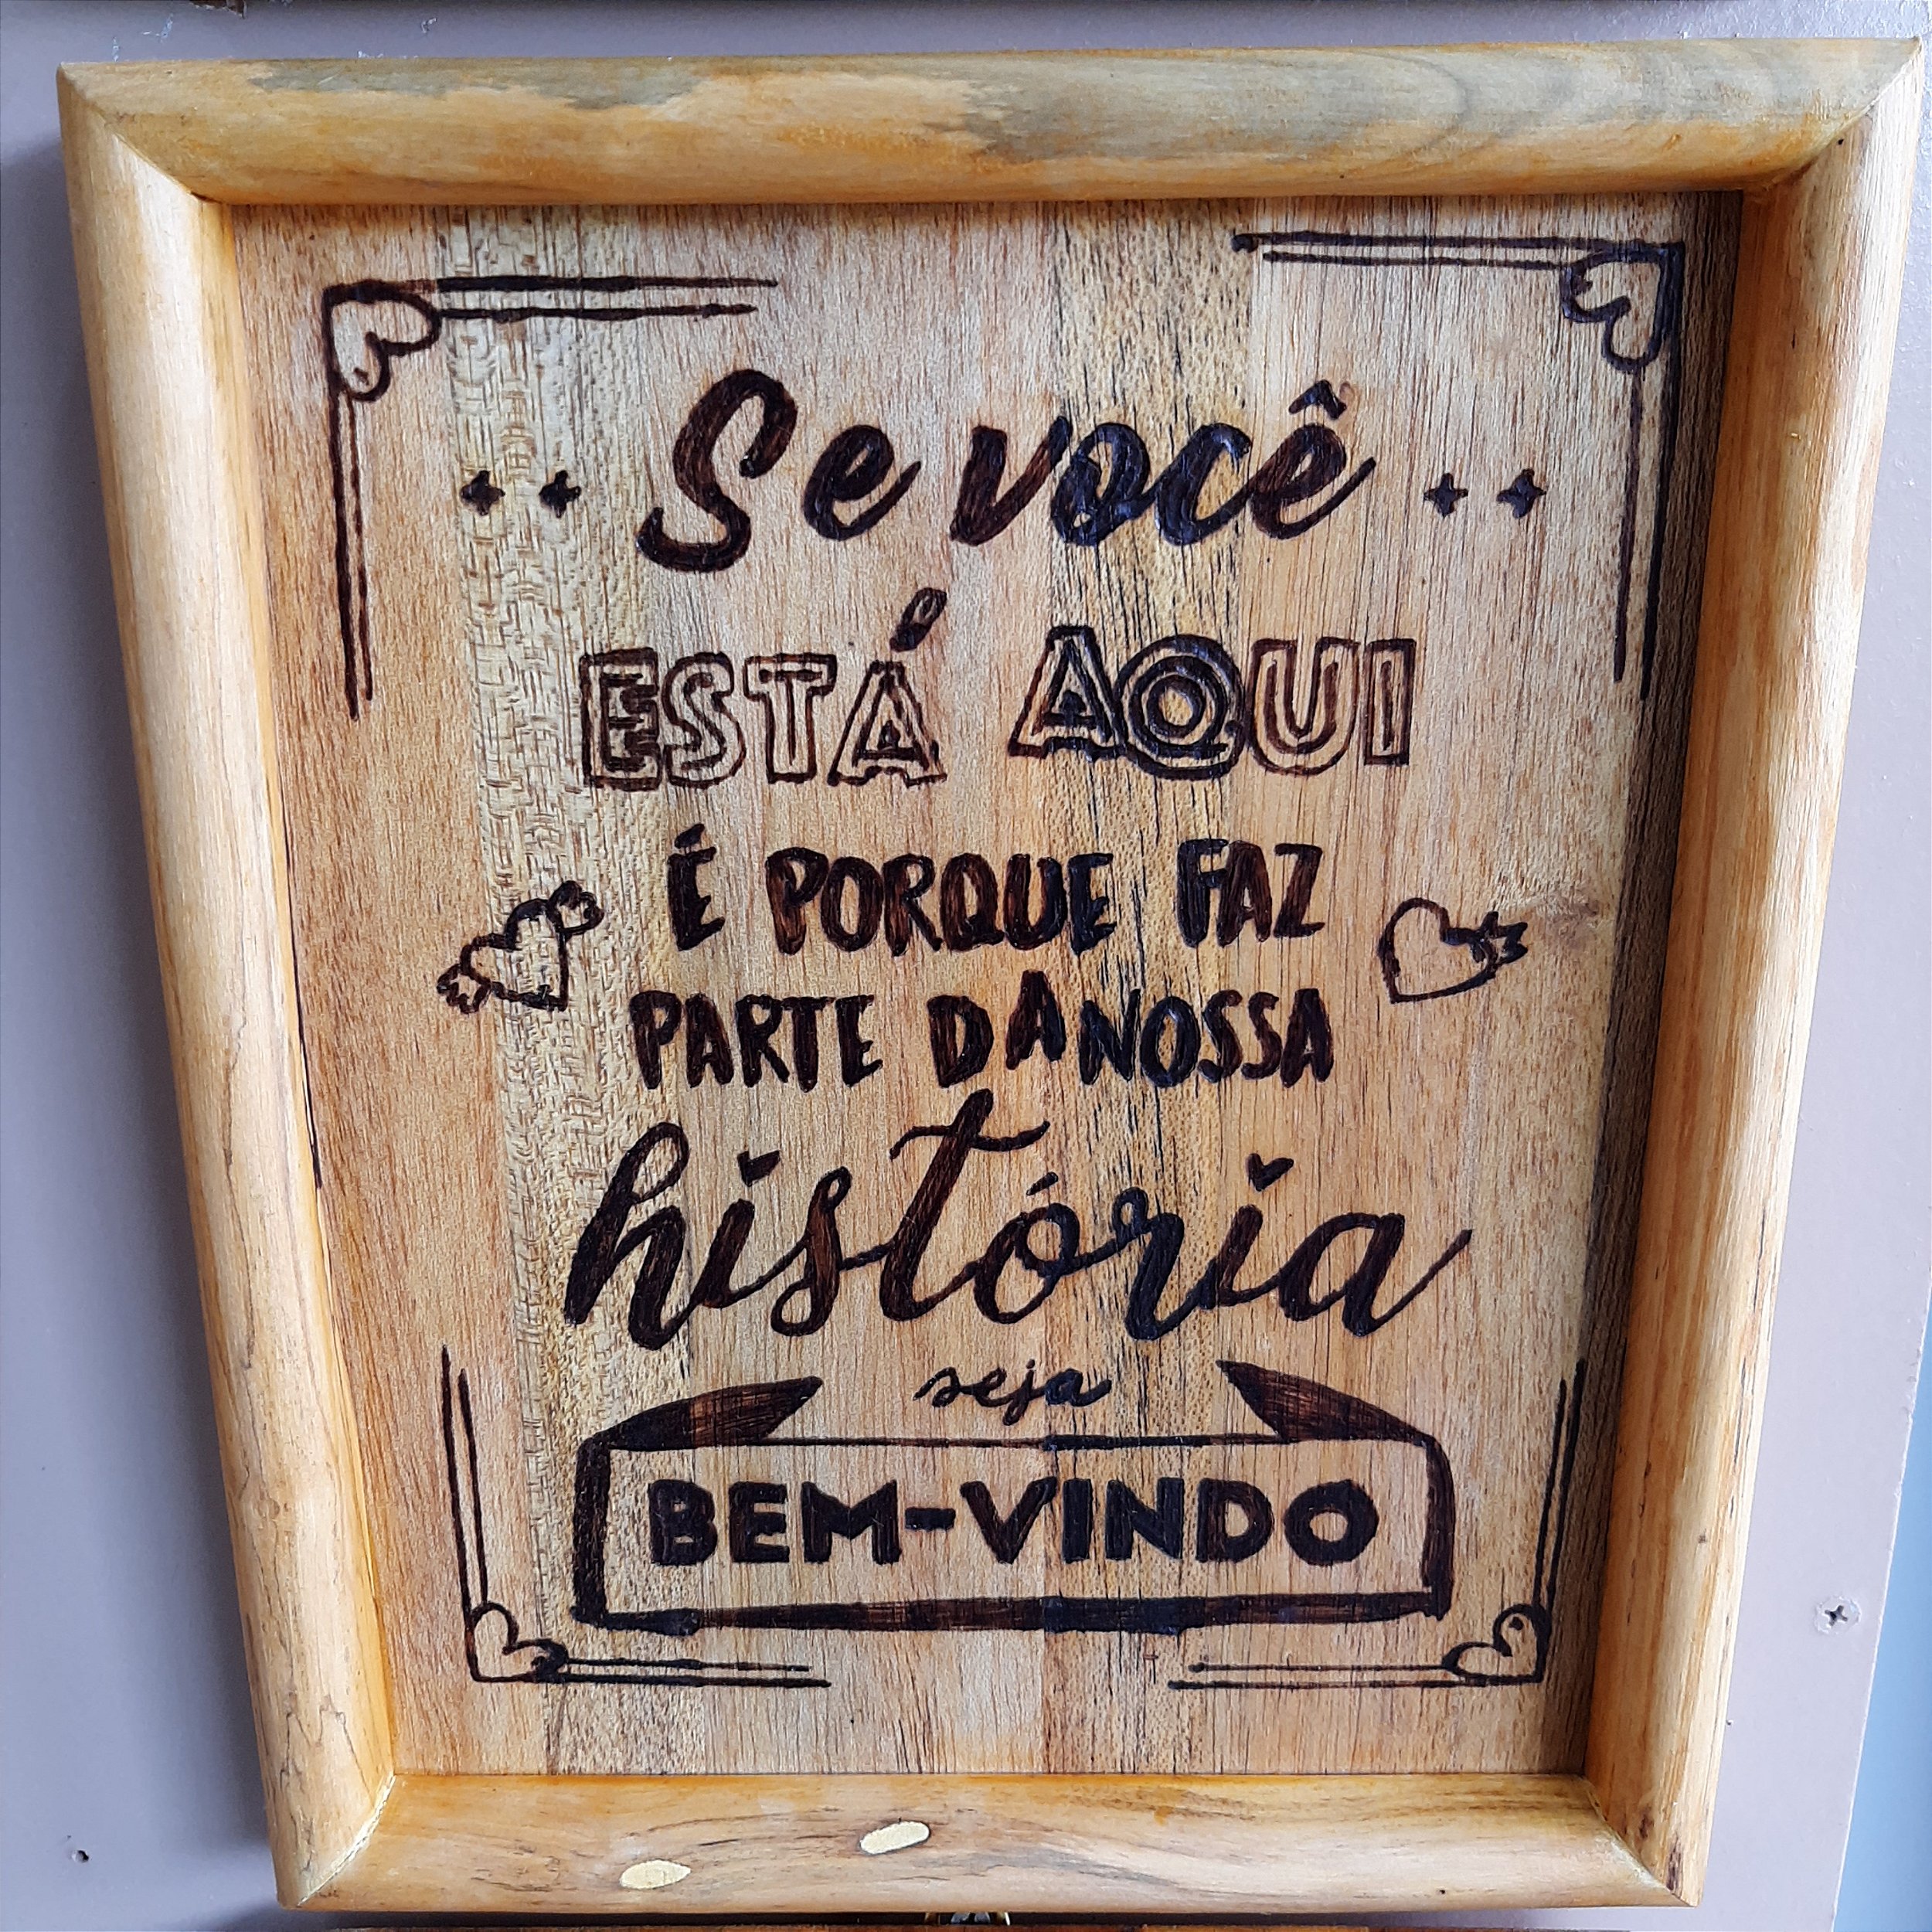 Se você
ESTÁ AQUI
É PORQUE FAZ
PARTE DA NOSSA
história
seja
BEM-VINDO